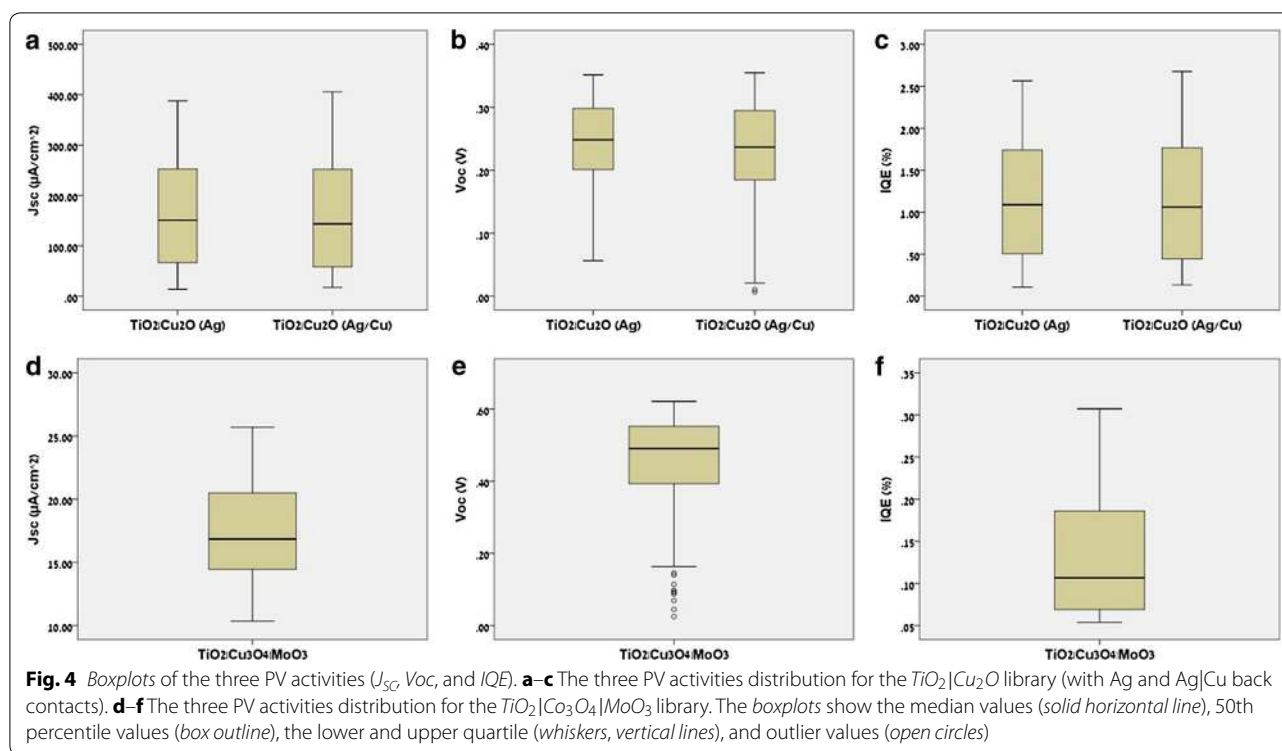 a
500.00
400.00
300.00
200.00
100.00
.00
Jsc (µA/cm^2)
TiO2|Cu2O (Ag)
TiO2|Cu2O (Ag/Cu)
b
.40
.30
.20
.10
.00
Voc (V)
TiO2|Cu2O (Ag)
TiO2|Cu2O (Ag/Cu)
c
3.00
2.50
2.00
1.50
1.00
.50
.00
IQE (%)
TiO2|Cu2O (Ag)
TiO2|Cu2O (Ag/Cu)
d
30.00
25.00
20.00
15.00
10.00
Jsc (µA/cm^2)
TiO2|Cu3O4|MoO3
e
.60
.40
.20
.00
Voc (V)
TiO2|Cu3O4|MoO3
f
.35
.30
.25
.20
.15
.10
.05
IQE (%)
TiO2|Cu3O4|MoO3
Fig. 4 Boxplots of the three PV activities (JSC, Voc, and IQE). a–c The three PV activities distribution for the TiO2|Cu2O library (with Ag and Ag|Cu back
contacts). d–f The three PV activities distribution for the TiO2|Co3O4|MoO3 library. The boxplots show the median values (solid horizontal line), 50th
percentile values (box outline), the lower and upper quartile (whiskers, vertical lines), and outlier values (open circles)